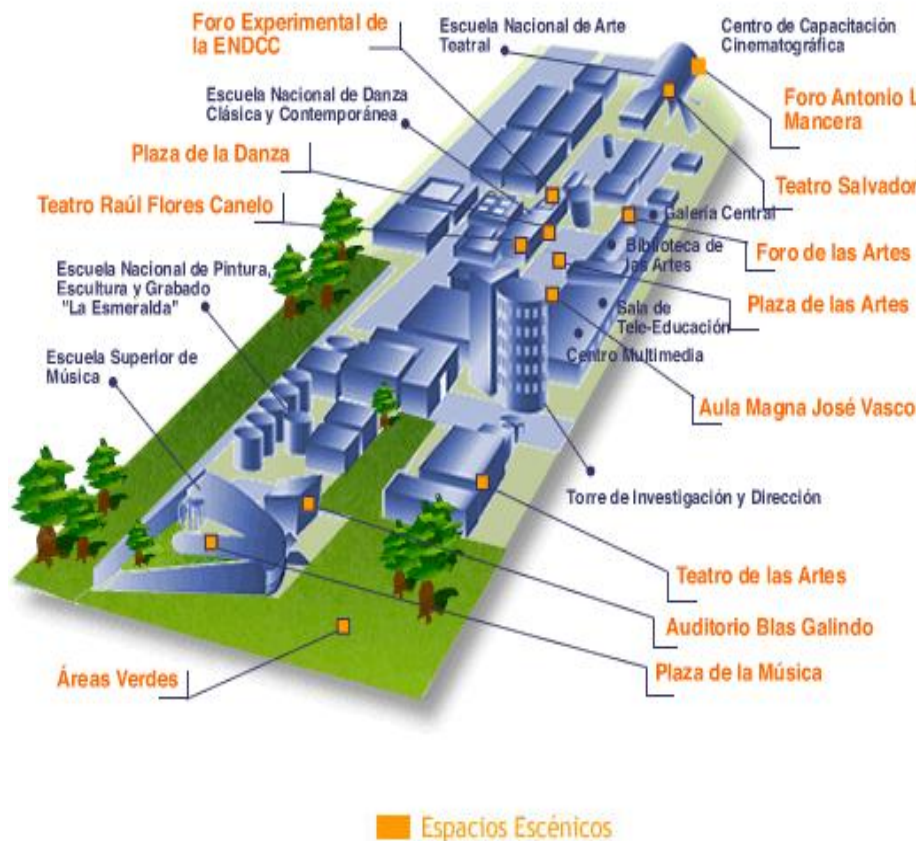 Foro Experimental de
la ENDCC
Escuela Nacional de Arte
Teatral
Centro de Capacitación
Cinematográfica
Escuela Nacional de Danza
Clásica y Contemporánea
Foro Antonio L
Mancera
Plaza de la Danza
Teatro Salvador
Teatro Raúl Flores Canelo
Galería Central
Foro de las Artes
Biblioteca de
las Artes
Escuela Nacional de Pintura,
Escultura y Grabado
"La Esmeralda"
Plaza de las Artes
Sala de
Tele-Educación
Centro Multimedia
Escuela Superior de
Música
Aula Magna José Vasco
Torre de Investigación y Dirección
Teatro de las Artes
Auditorio Blas Galindo
Plaza de la Música
Áreas Verdes
Espacios Escénicos